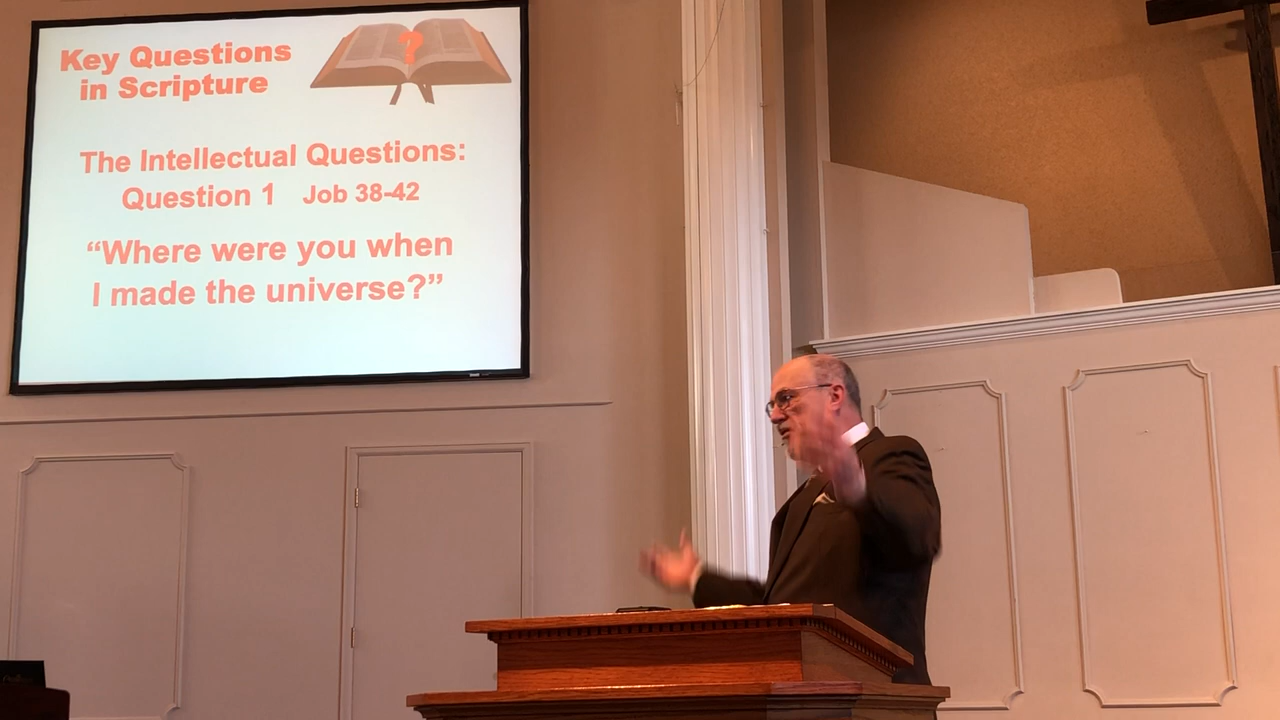 Key Questions
in Scripture
?
The Intellectual Questions:
Question 1 Job 38-42
“Where were you when
I made the universe?”